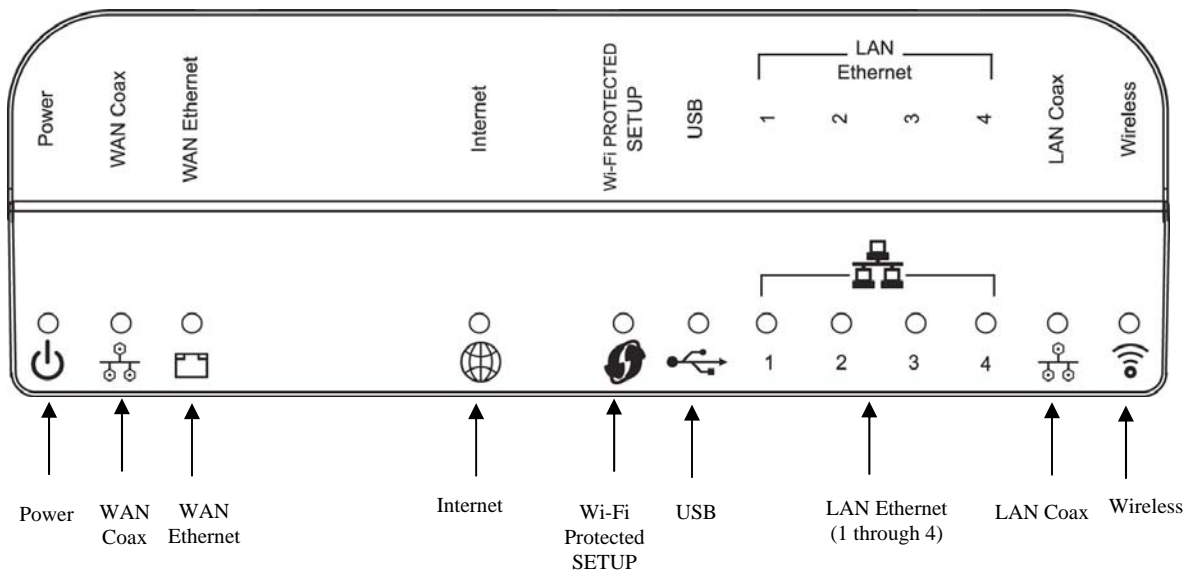 Power
WAN Coax
WAN Ethernet
Internet
Wi-Fi PROTECTED
SETUP
USB
LAN
Ethernet
1
2
3
4
LAN Coax
Wireless
1
2
3
4
Power
WAN
Coax
WAN
Ethernet
Internet
Wi-Fi
Protected
SETUP
USB
LAN Ethernet
(1 through 4)
LAN Coax
Wireless